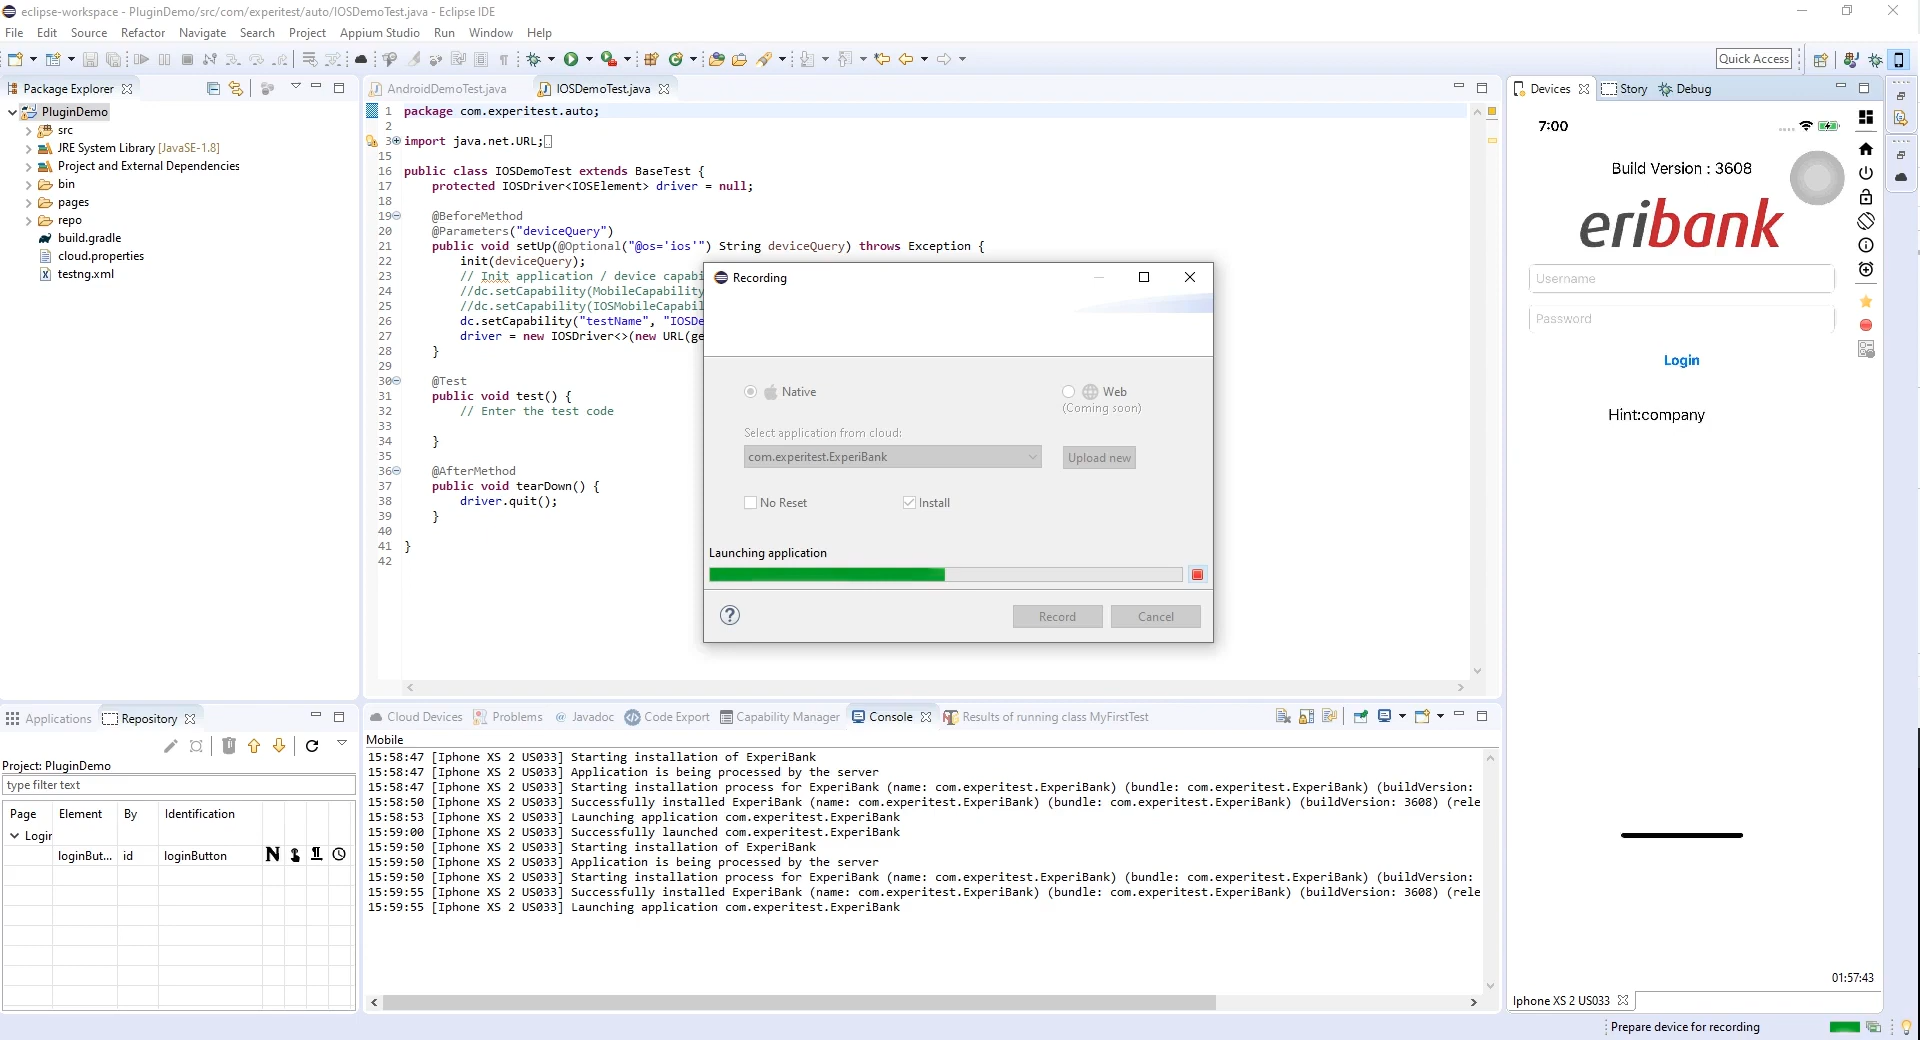 eclipse-workspace - PluginDemo/src/com/experitest/auto/IOSDemoTest.java - Eclipse IDE
File Edit Source Refactor Navigate Search Project Appium Studio Run Window Help
Quick Access
Package Explorer
PluginDemo
src
JRE System Library [JavaSE-1.8]
Project and External Dependencies
bin
pages
repo
build.gradle
cloud.properties
testng.xml
AndroidDemoTest.java IOSDemoTest.java
1 package com.experitest.auto;
2
3 import java.net.URL;
15
16 public class IOSDemoTest extends BaseTest {
17 protected IOSDriver<IOSElement> driver = null;
18
19 @BeforeMethod
20 @Parameters("deviceQuery")
21 public void setUp(@Optional("@os='ios'") String deviceQuery) throws Exception {
22 init(deviceQuery);
23 // Init application / device capabi
24 //dc.setCapability(MobileCapability
25 //dc.setCapability(IOSMobileCapabil
26 dc.setCapability("testName", "IOSDe
27 driver = new IOSDriver<>(new URL(ge
28 }
29
30 @Test
31 public void test() {
32 // Enter the test code
33
34 }
35
36 @AfterMethod
37 public void tearDown() {
38 driver.quit();
39 }
40
41 }
42
Recording
Native
Web
(Coming soon)
Select application from cloud:
com.experitest.ExperiBank
Upload new
No Reset
Install
Launching application
?
Record
Cancel
Devices Story Debug
7:00
Build Version : 3608
eribank
Username
Password
Login
Hint:company
01:57:43
Iphone XS 2 US033
Applications Repository
Project: PluginDemo
type filter text
Page Element By Identification
Login
loginBut... id loginButton N
Cloud Devices Problems Javadoc Code Export Capability Manager Console Results of running class MyFirstTest
Mobile
15:58:47 [Iphone XS 2 US033] Starting installation of ExperiBank
15:58:47 [Iphone XS 2 US033] Application is being processed by the server
15:58:47 [Iphone XS 2 US033] Starting installation process for ExperiBank (name: com.experitest.ExperiBank) (bundle: com.experitest.ExperiBank) (buildVersion:
15:58:50 [Iphone XS 2 US033] Successfully installed ExperiBank (name: com.experitest.ExperiBank) (bundle: com.experitest.ExperiBank) (buildVersion: 3608) (rele
15:58:53 [Iphone XS 2 US033] Launching application com.experitest.ExperiBank
15:59:00 [Iphone XS 2 US033] Successfully launched com.experitest.ExperiBank
15:59:50 [Iphone XS 2 US033] Starting installation of ExperiBank
15:59:50 [Iphone XS 2 US033] Application is being processed by the server
15:59:50 [Iphone XS 2 US033] Starting installation process for ExperiBank (name: com.experitest.ExperiBank) (bundle: com.experitest.ExperiBank) (buildVersion:
15:59:55 [Iphone XS 2 US033] Successfully installed ExperiBank (name: com.experitest.ExperiBank) (bundle: com.experitest.ExperiBank) (buildVersion: 3608) (rele
15:59:55 [Iphone XS 2 US033] Launching application com.experitest.ExperiBank
Prepare device for recording